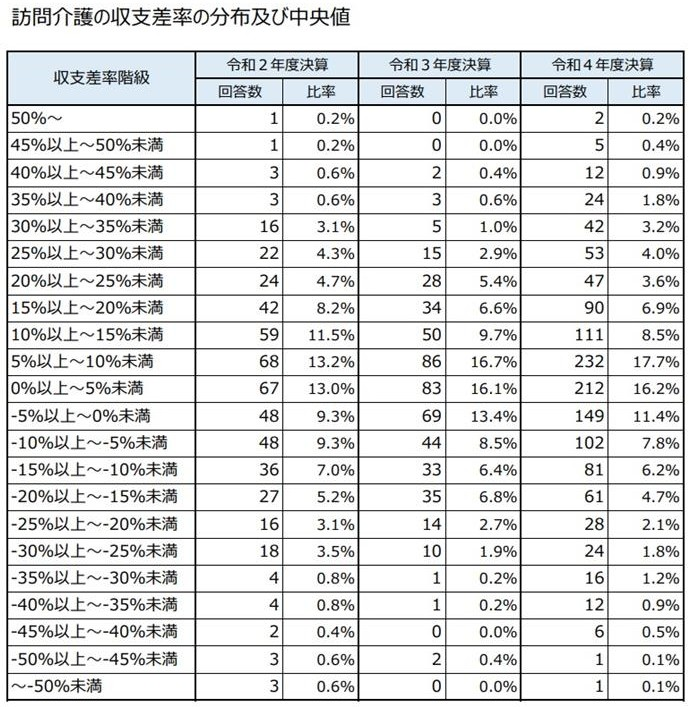 訪問介護の収支差率の分布及び中央値
収支差率階級 令和2年度決算 令和3年度決算 令和4年度決算
回答数 比率 回答数 比率 回答数 比率
50%～ 1 0.2% 0 0.0% 2 0.2%
45%以上～50%未満 1 0.2% 0 0.0% 5 0.4%
40%以上～45%未満 3 0.6% 2 0.4% 12 0.9%
35%以上～40%未満 3 0.6% 3 0.6% 24 1.8%
30%以上～35%未満 16 3.1% 5 1.0% 42 3.2%
25%以上～30%未満 22 4.3% 15 2.9% 53 4.0%
20%以上～25%未満 24 4.7% 28 5.4% 47 3.6%
15%以上～20%未満 42 8.2% 34 6.6% 90 6.9%
10%以上～15%未満 59 11.5% 50 9.7% 111 8.5%
5%以上～10%未満 68 13.2% 86 16.7% 232 17.7%
0%以上～5%未満 67 13.0% 83 16.1% 212 16.2%
-5%以上～0%未満 48 9.3% 69 13.4% 149 11.4%
-10%以上～-5%未満 48 9.3% 44 8.5% 102 7.8%
-15%以上～-10%未満 36 7.0% 33 6.4% 81 6.2%
-20%以上～-15%未満 27 5.2% 35 6.8% 61 4.7%
-25%以上～-20%未満 16 3.1% 14 2.7% 28 2.1%
-30%以上～-25%未満 18 3.5% 10 1.9% 24 1.8%
-35%以上～-30%未満 4 0.8% 1 0.2% 16 1.2%
-40%以上～-35%未満 4 0.8% 1 0.2% 12 0.9%
-45%以上～-40%未満 2 0.4% 0 0.0% 6 0.5%
-50%以上～-45%未満 3 0.6% 2 0.4% 1 0.1%
～-50%未満 3 0.6% 0 0.0% 1 0.1%